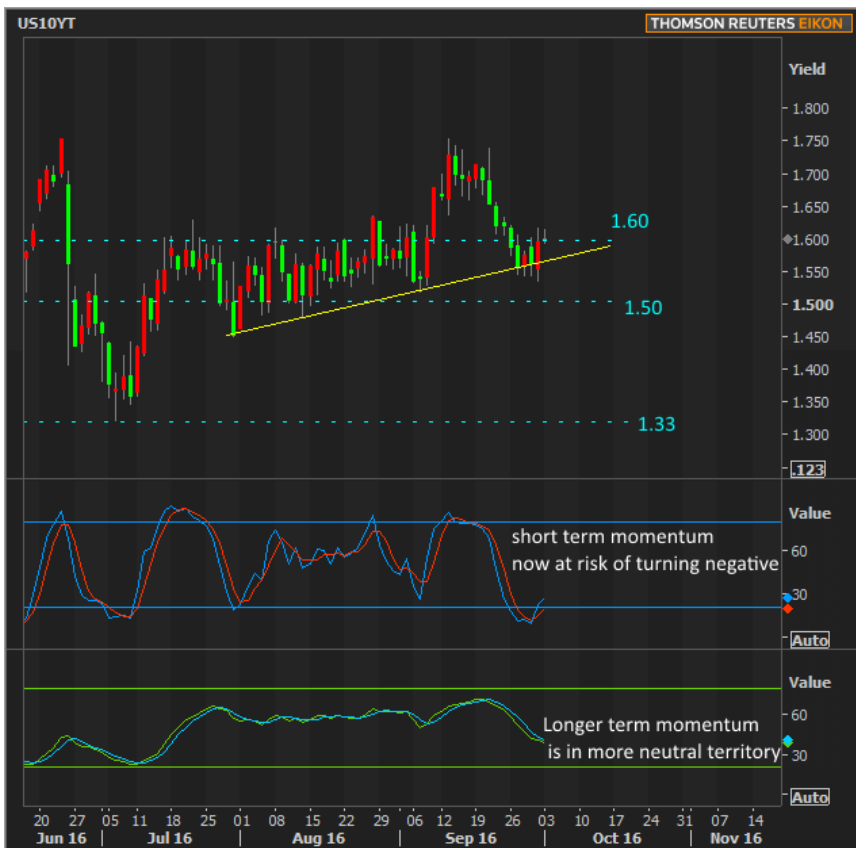 US10YT
THOMSON REUTERS EIKON
Yield
1.800
1.750
1.700
1.650
1.60
1.600
1.550
1.500
1.50
1.450
1.400
1.350
1.33
1.300
.123
Value
short term momentum
now at risk of turning negative
60
30
Auto
Value
60
Longer term momentum
is in more neutral territory
30
Auto
20 27 05 11 18 25 01 08 15 22 29 06 12 19 26 03 10 17 24 31 07 14
Jun 16 Jul 16 Aug 16 Sep 16 Oct 16 Nov 16